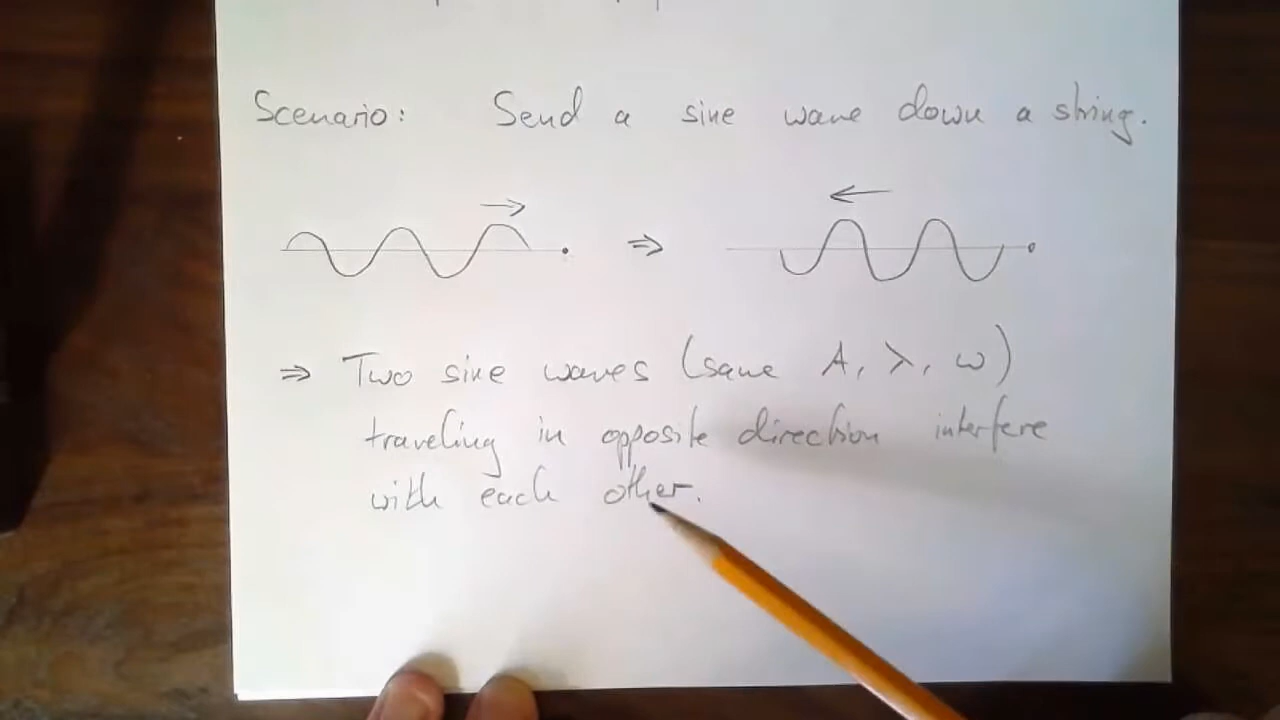 Scenario: Send a sine wave down a string.
⇒ Two sine waves (same A, λ, ω)
traveling in opposite direction interfere
with each other.